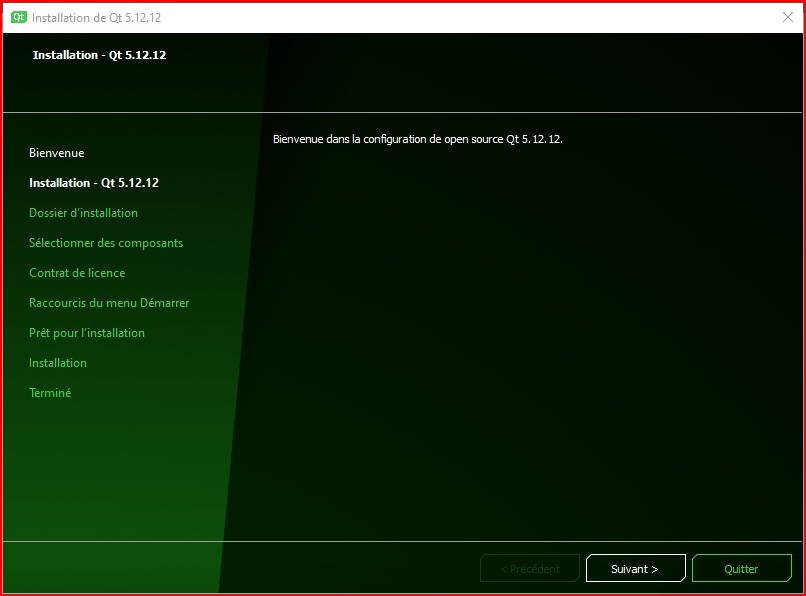 Qt Installation de Qt 5.12.12
Installation - Qt 5.12.12
Bienvenue dans la configuration de open source Qt 5.12.12.
Bienvenue
Installation - Qt 5.12.12
Dossier d’installation
Sélectionner des composants
Contrat de licence
Raccourcis du menu Démarrer
Prêt pour l’installation
Installation
Terminé
< Précédent Suivant > Quitter